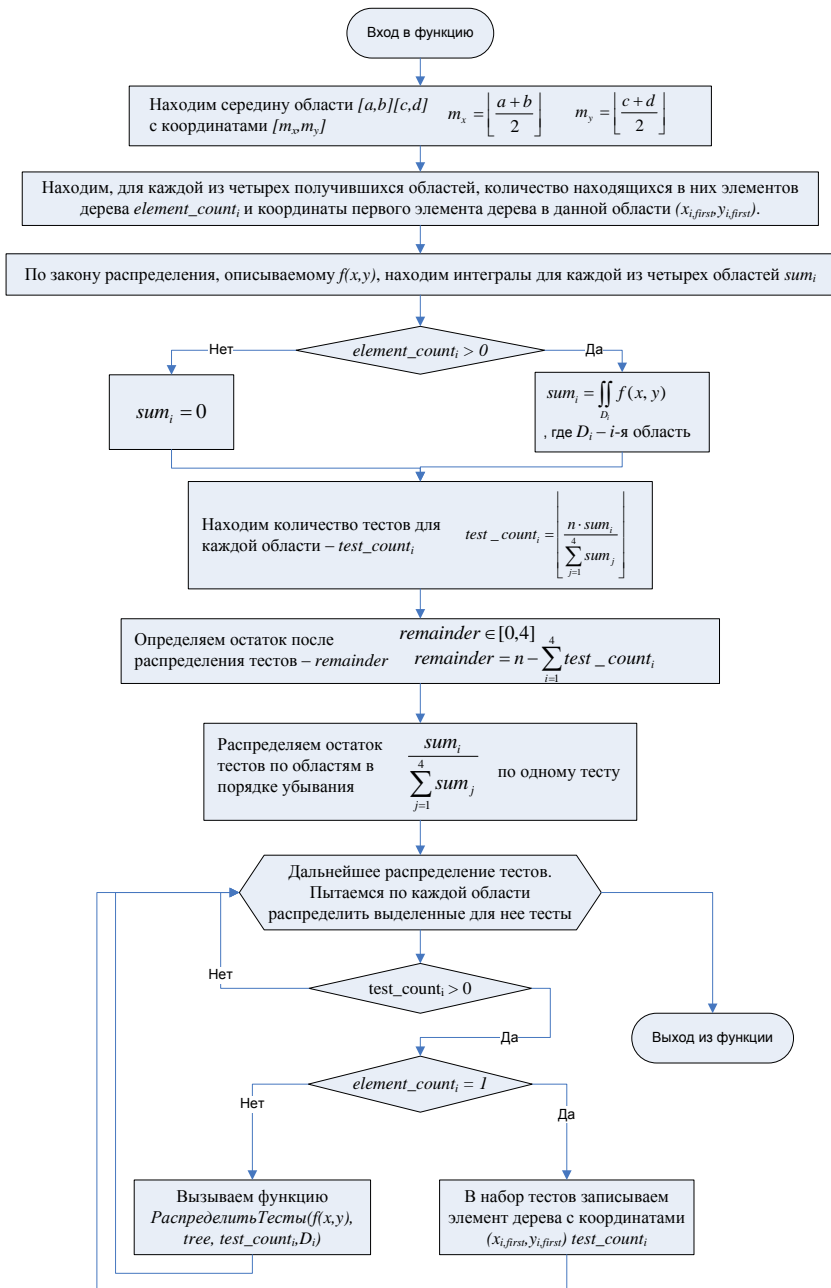 Вход в функцию
Находим середину области [a,b][c,d]
с координатами [mx,my]
m_x = ⌊(a + b)/2⌋ m_y = ⌊(c + d)/2⌋
Находим, для каждой из четырех получившихся областей, количество находящихся в них элементов
дерева element_count_i и координаты первого элемента дерева в данной области (x_i,first,y_i,first).
По закону распределения, описываемому f(x,y), находим интегралы для каждой из четырех областей sum_i
Нет
element_count_i > 0
Да
sum_i = 0
sum_i = ∬_{D_i} f(x, y)
, где D_i – i-я область
Находим количество тестов для
каждой области – test_count_i
test_count_i = ⌊(n · sum_i)/(∑_{j=1}^{4} sum_j)⌋
Определяем остаток после
распределения тестов – remainder
remainder ∈ [0,4]
remainder = n − ∑_{i=1}^{4} test_count_i
Распределяем остаток
тестов по областям в
порядке убывания
sum_i/(∑_{j=1}^{4} sum_j)
по одному тесту
Дальнейшее распределение тестов.
Пытаемся по каждой области
распределить выделенные для нее тесты
Нет
test_count_i > 0
Да
Выход из функции
element_count_i = 1
Нет
Да
Вызываем функцию
РаспределитьТесты(f(x,y),
tree, test_count_i,D_i)
В набор тестов записываем
элемент дерева с координатами
(x_i,first,y_i,first) test_count_i